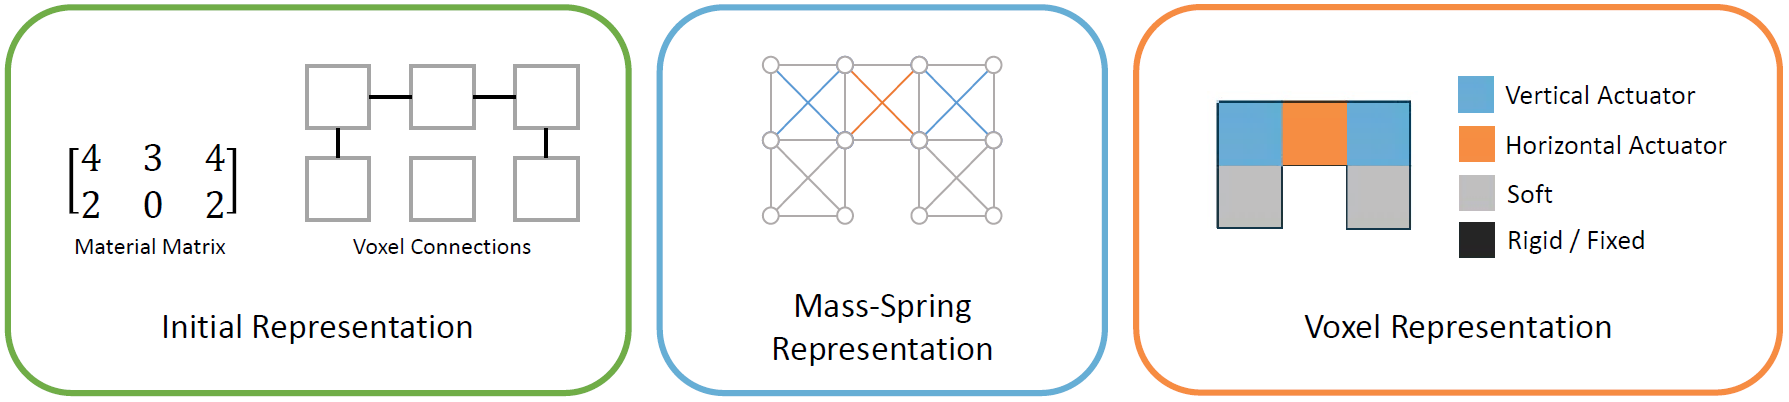 4 3 4
2 0 2
Material Matrix
Voxel Connections
Initial Representation
Mass-Spring
Representation
Vertical Actuator
Horizontal Actuator
Soft
Rigid / Fixed
Voxel Representation